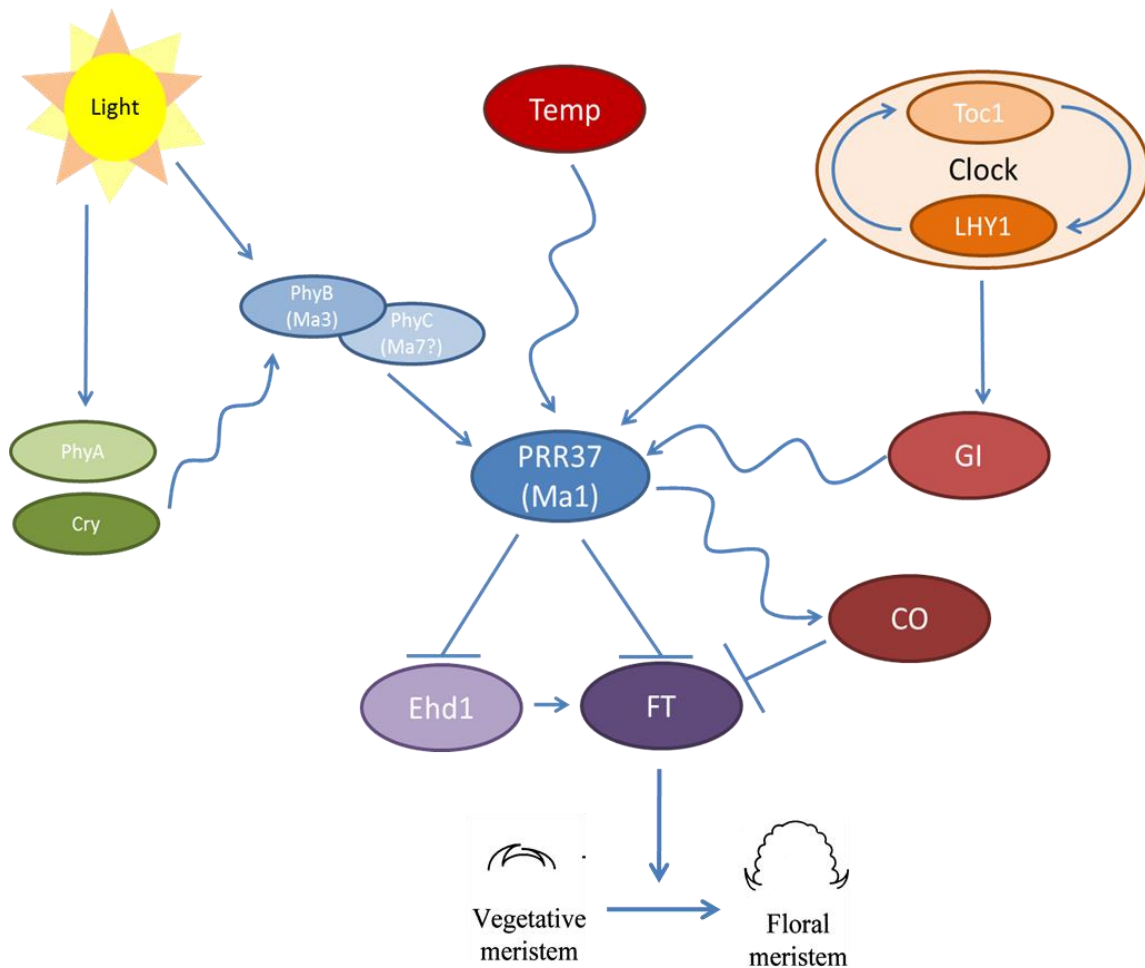 Light
Temp
Toc1
Clock
LHY1
PhyB
(Ma3)
PhyC
(Ma7?)
PhyA
Cry
PRR37
(Ma1)
GI
CO
Ehd1
FT
Vegetative
meristem
Floral
meristem